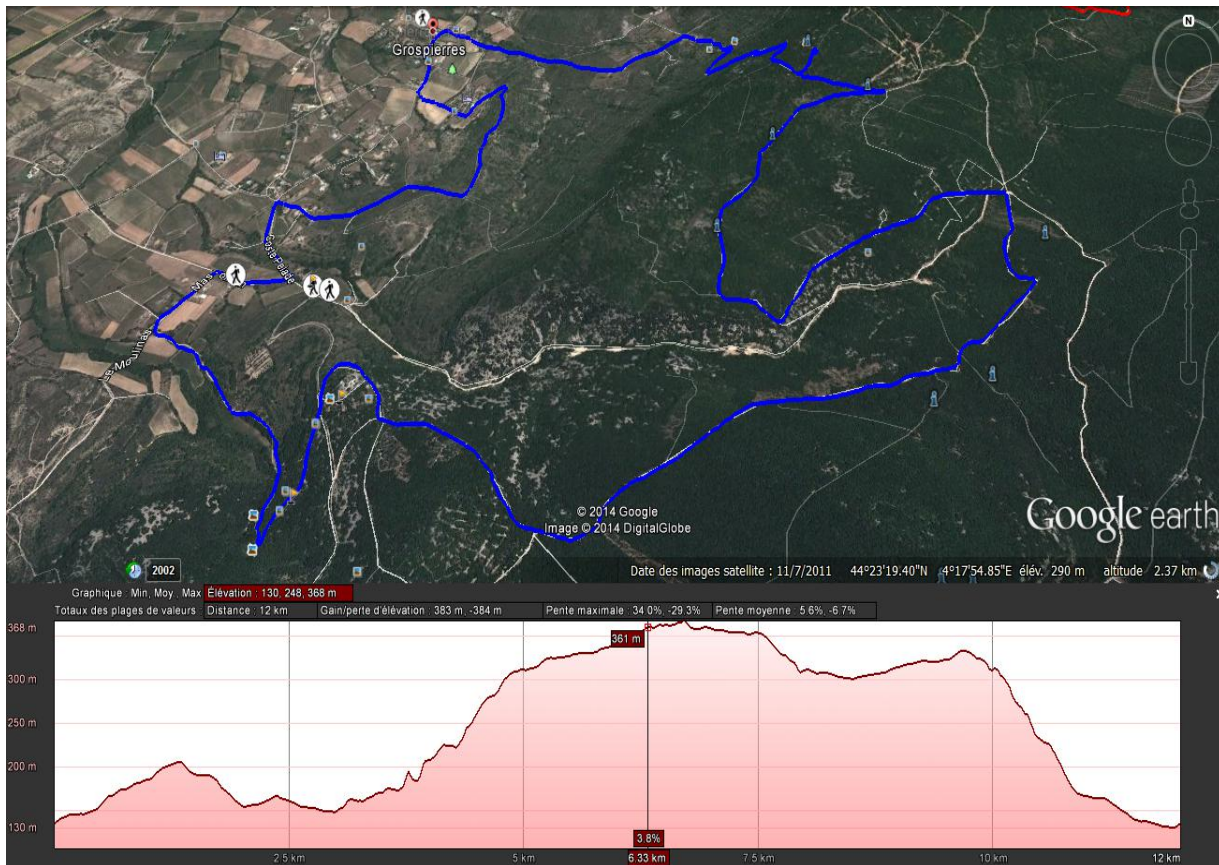 N
Grospierres
Coste Pelade
Mas
Le Moulinas
© 2014 Google
Image © 2014 DigitalGlobe
Google earth
2002
Date des images satellite : 11/7/2011 44°23'19.40"N 4°17'54.85"E élév. 290 m altitude 2.37 km
Graphique : Min, Moy., Max Élévation : 130, 248, 368 m
Totaux des plages de valeurs : Distance : 12 km Gain/perte d'élévation : 383 m, -384 m Pente maximale : 34.0%, -29.3% Pente moyenne : 5.6%, -6.7%
368 m
361 m
300 m
250 m
200 m
130 m
3.8%
2.5 km 5 km 6.33 km 7.5 km 10 km 12 km